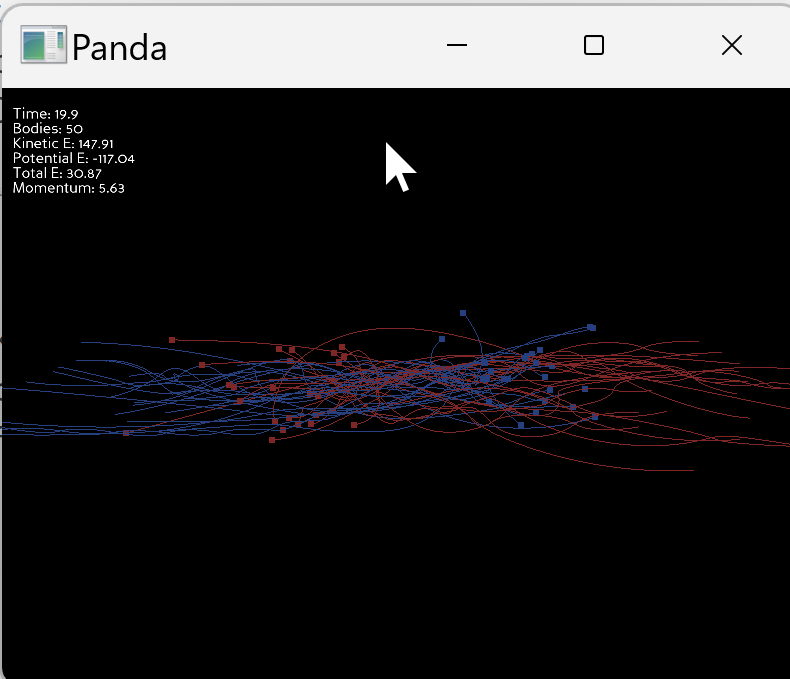 Panda
Time: 19.9
Bodies: 50
Kinetic E: 147.91
Potential E: -117.04
Total E: 30.87
Momentum: 5.63